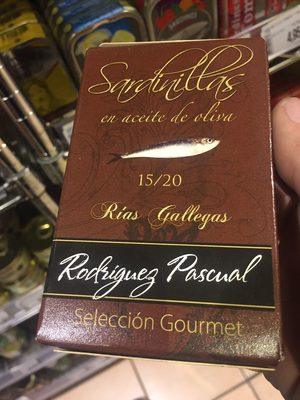 Sardinillas
en aceite de oliva
15/20
Rías Gallegas
Rodríguez Pascual
Selección Gourmet